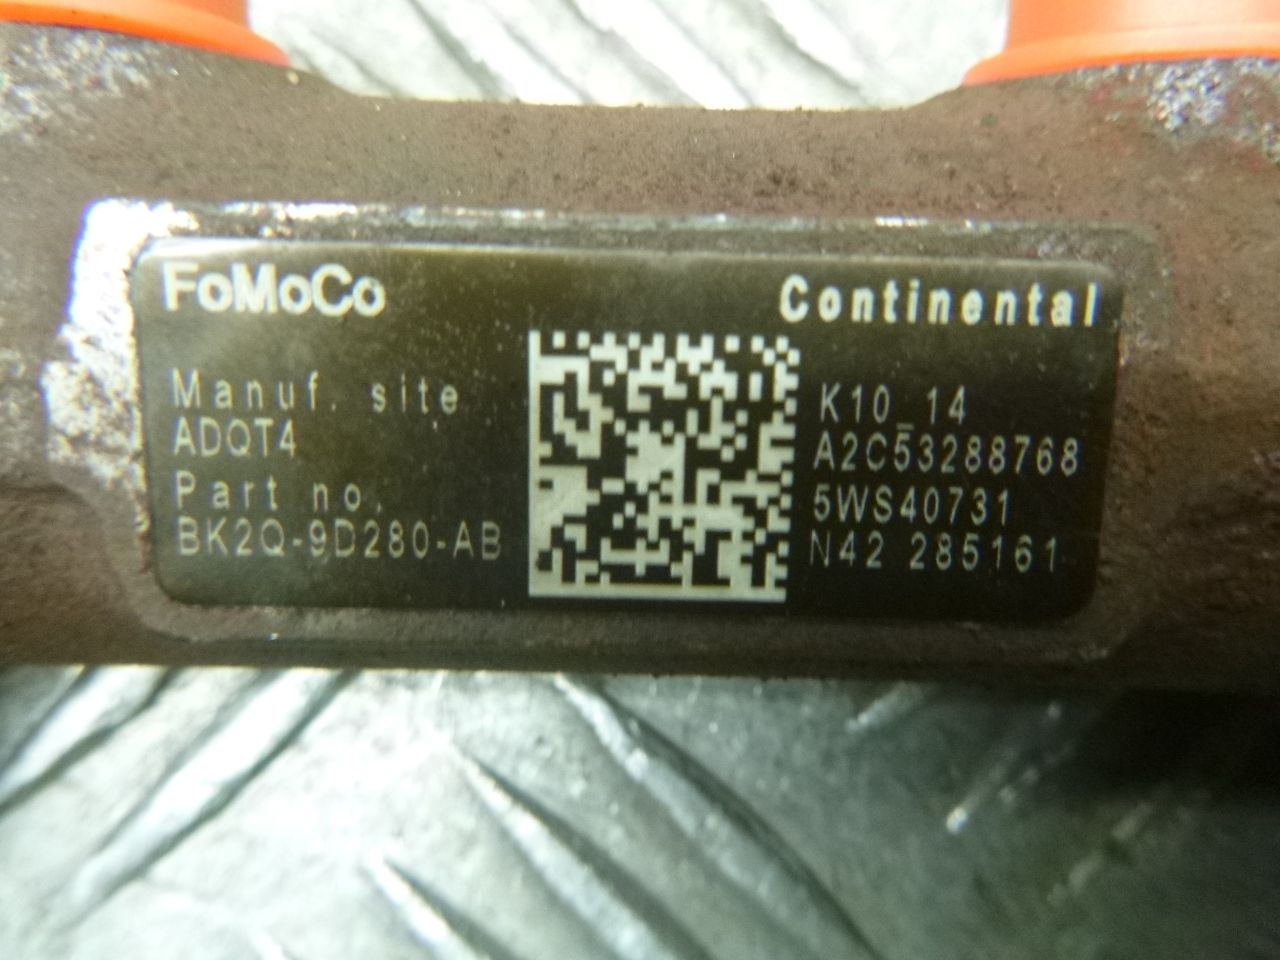 FoMoCo
Manuf. site
ADQT4
Part no.
BK2Q-9D280-AB
Continental
K10_14
A2C53288768
5WS40731
N42 285161